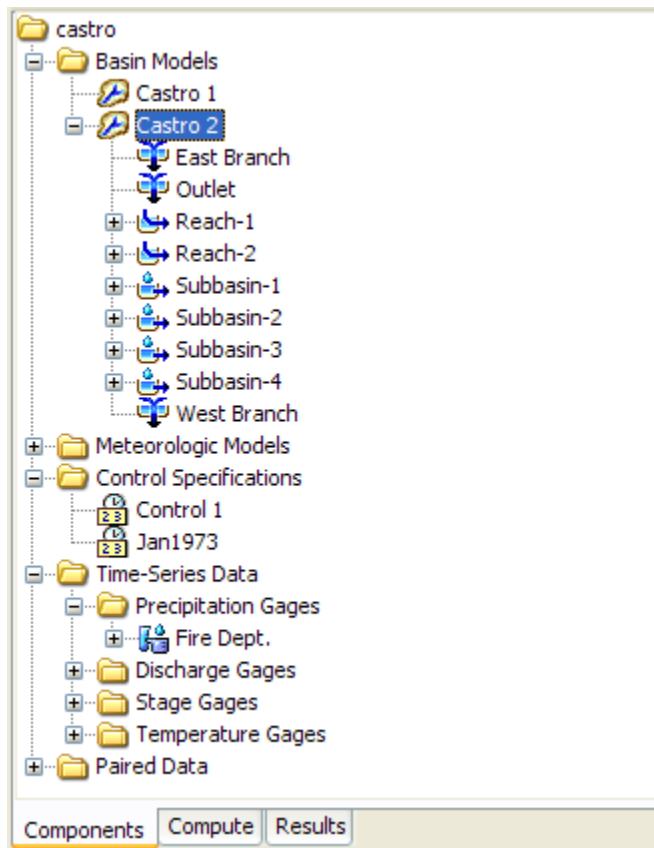 castro
Basin Models
Castro 1
Castro 2
East Branch
Outlet
Reach-1
Reach-2
Subbasin-1
Subbasin-2
Subbasin-3
Subbasin-4
West Branch
Meteorologic Models
Control Specifications
Control 1
Jan1973
Time-Series Data
Precipitation Gages
Fire Dept.
Discharge Gages
Stage Gages
Temperature Gages
Paired Data
Components Compute Results